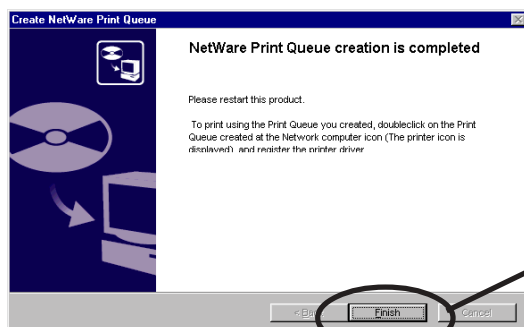 Create NetWare Print Queue
NetWare Print Queue creation is completed
Please restart this product.
To print using the Print Queue you created, doubleclick on the Print
Queue created at the Network computer icon (The printer icon is
displayed), and register the printer driver
< Ba
Finish
Cancel